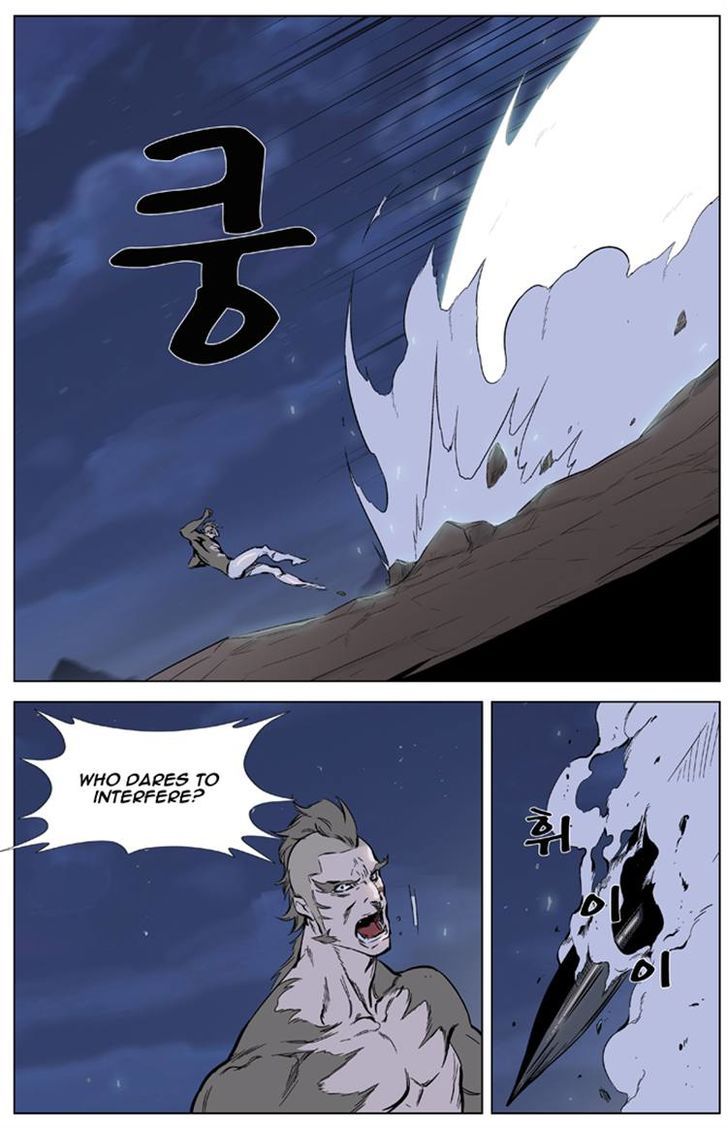 쿵
WHO DARES TO
INTERFERE?
휘
이
이